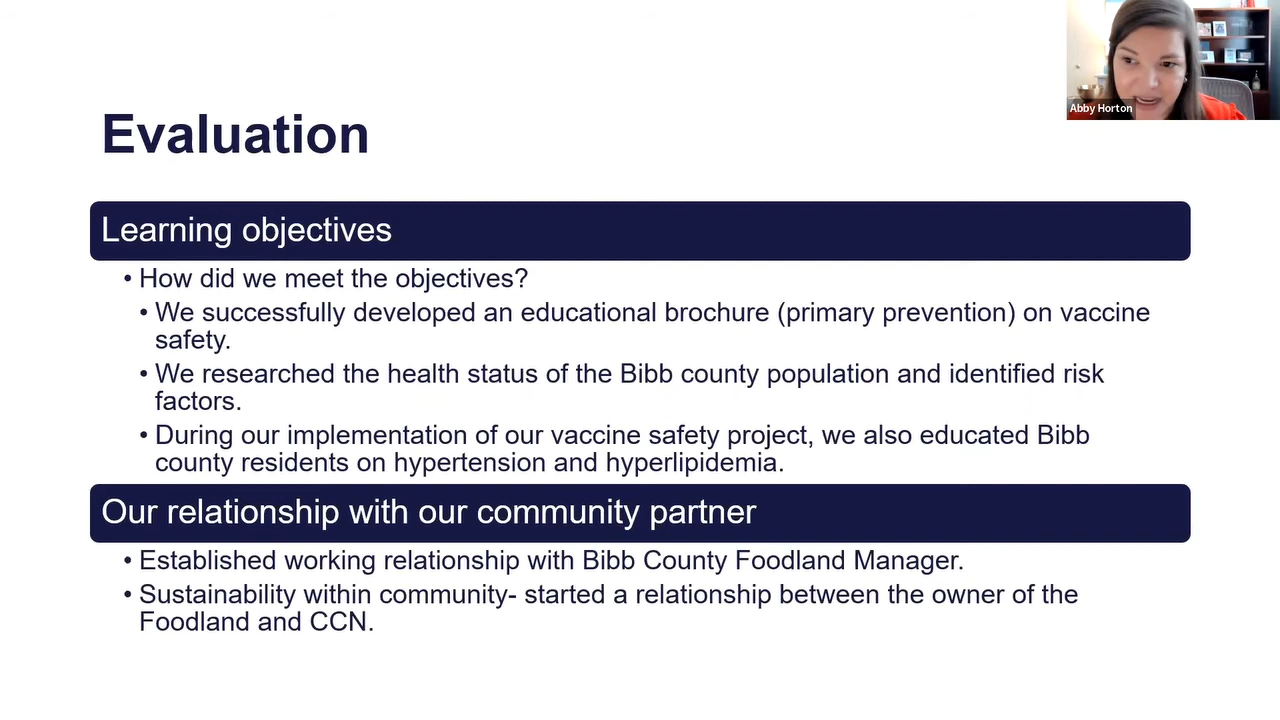 Abby Horton
Evaluation
Learning objectives
• How did we meet the objectives?
• We successfully developed an educational brochure (primary prevention) on vaccine
safety.
• We researched the health status of the Bibb county population and identified risk
factors.
• During our implementation of our vaccine safety project, we also educated Bibb
county residents on hypertension and hyperlipidemia.
Our relationship with our community partner
• Established working relationship with Bibb County Foodland Manager.
• Sustainability within community- started a relationship between the owner of the
Foodland and CCN.